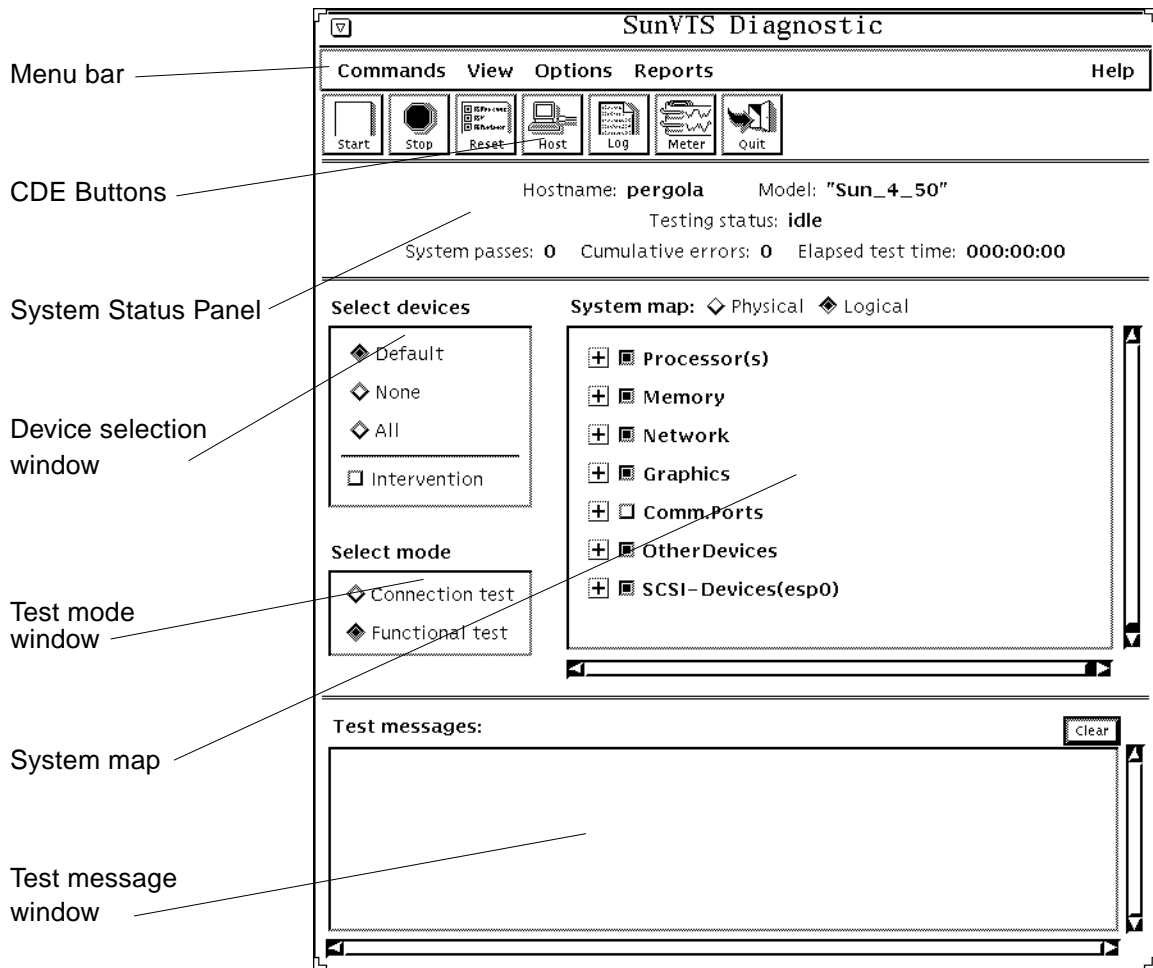 SunVTS Diagnostic
Menu bar
Commands View Options Reports Help
Start Stop Reset Host Log Meter Quit
CDE Buttons
Hostname: pergola Model: "Sun_4_50"
Testing status: idle
System passes: 0 Cumulative errors: 0 Elapsed test time: 000:00:00
System Status Panel
Select devices
Default
None
All
Intervention
Device selection
window
Select mode
Connection test
Functional test
Test mode
window
System map: Physical Logical
Processor(s)
Memory
Network
Graphics
Comm.Ports
OtherDevices
SCSI-Devices(esp0)
System map
Test messages:
Clear
Test message
window